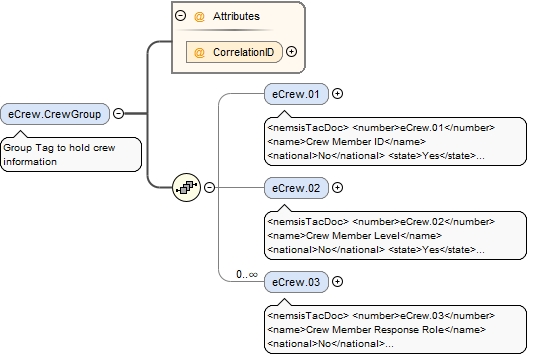 Attributes
CorrelationID
eCrew.CrewGroup
Group Tag to hold crew
information
eCrew.01
<nemsisTacDoc> <number>eCrew.01</number>
<name>Crew Member ID</name>
<national>No</national> <state>Yes</state>...
eCrew.02
<nemsisTacDoc> <number>eCrew.02</number>
<name>Crew Member Level</name>
<national>No</national> <state>Yes</state>...
0..∞
eCrew.03
<nemsisTacDoc> <number>eCrew.03</number>
<name>Crew Member Response Role</name>
<national>No</national>...